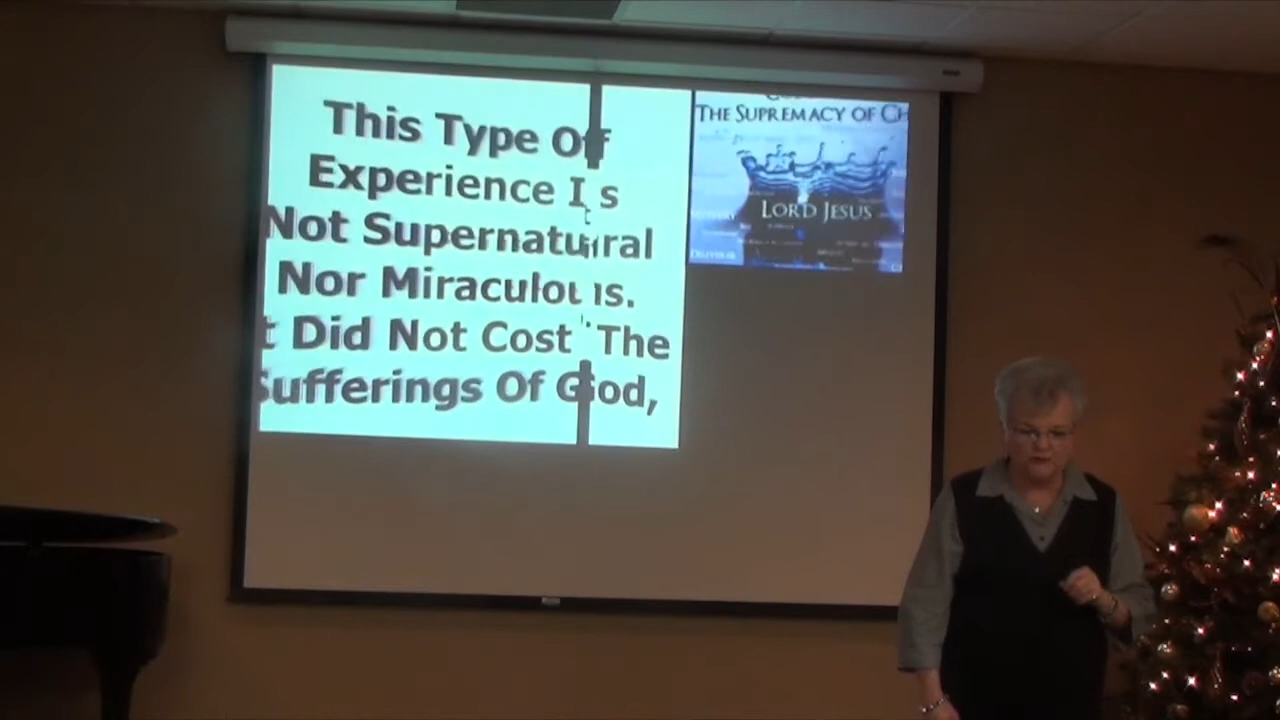 This Type Of
Experience Is
Not Supernatural
Nor Miraculous.
t Did Not Cost The
Sufferings Of God,
THE SUPREMACY OF CH
LORD JESUS